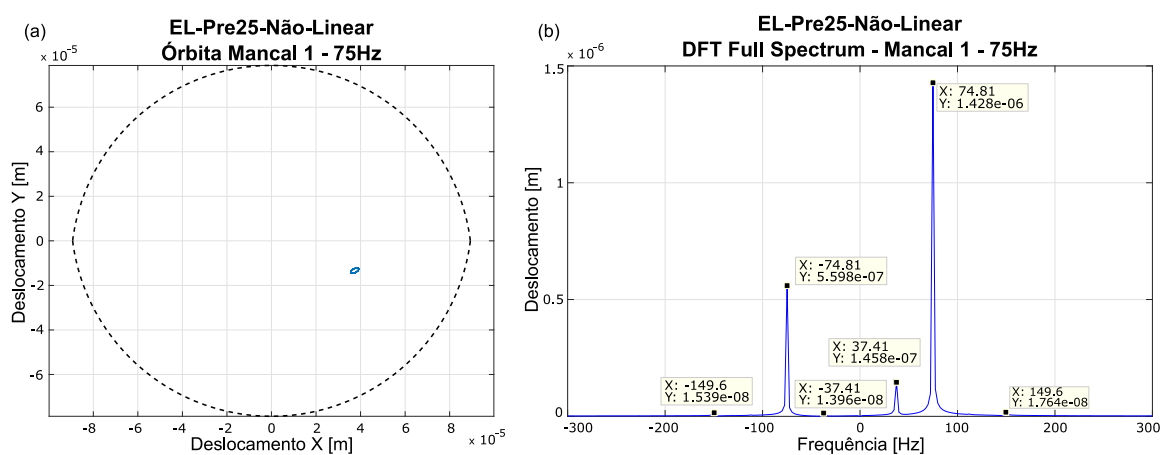 (a)
EL-Pre25-Não-Linear
Órbita Mancal 1 - 75Hz
x 10^-5
6
4
2
0
-2
-4
-6
Deslocamento Y [m]
-8 -6 -4 -2 0 2 4 6 8
x 10^-5
Deslocamento X [m]
(b)
EL-Pre25-Não-Linear
DFT Full Spectrum - Mancal 1 - 75Hz
x 10^-6
1.5
1
0.5
0
Deslocamento [m]
X: 74.81
Y: 1.428e-06
X: -74.81
Y: 5.598e-07
X: 37.41
Y: 1.458e-07
X: -149.6
Y: 1.539e-08
X: -37.41
Y: 1.396e-08
X: 149.6
Y: 1.764e-08
-300 -200 -100 0 100 200 300
Frequência [Hz]